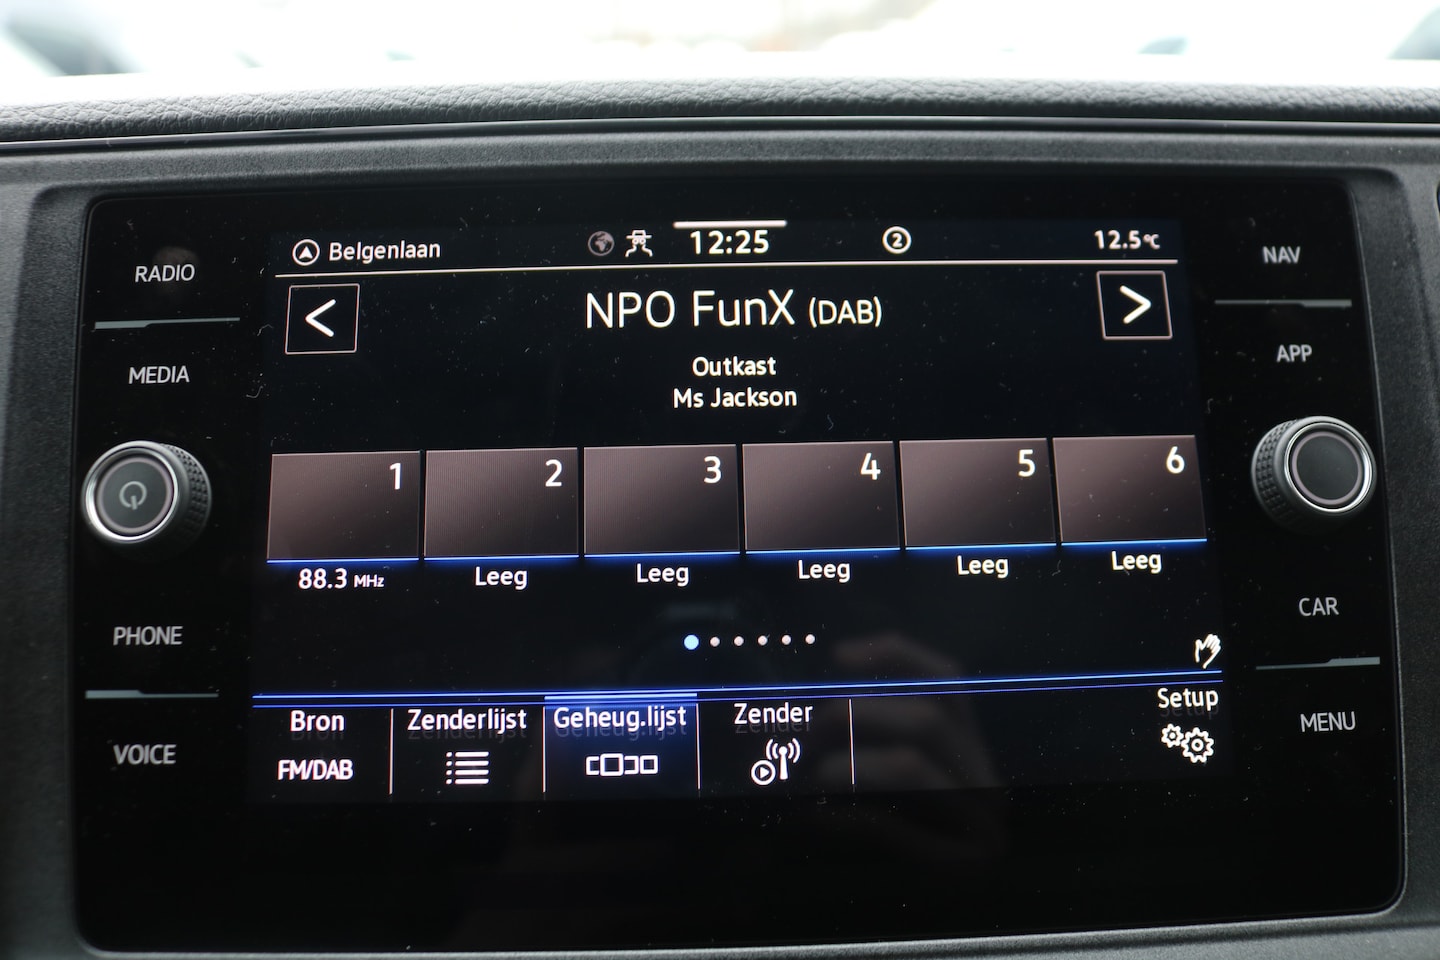 RADIO
MEDIA
PHONE
VOICE
Belgenlaan
12:25
2
12.5°C
<
NPO FunX (DAB)
>
Outkast
Ms Jackson
1
2
3
4
5
6
88.3 MHz
Leeg
Leeg
Leeg
Leeg
Leeg
Bron
FM/DAB
Zenderlijst
Geheug.lijst
Zender
Setup
NAV
APP
CAR
MENU